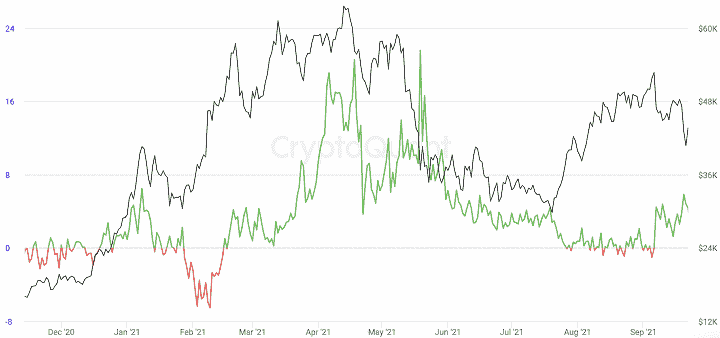 24
16
8
0
-8
$60K
$48K
$36K
$24K
$12K
CryptoQuant
Dec '20
Jan '21
Feb '21
Mar '21
Apr '21
May '21
Jun '21
Jul '21
Aug '21
Sep '21